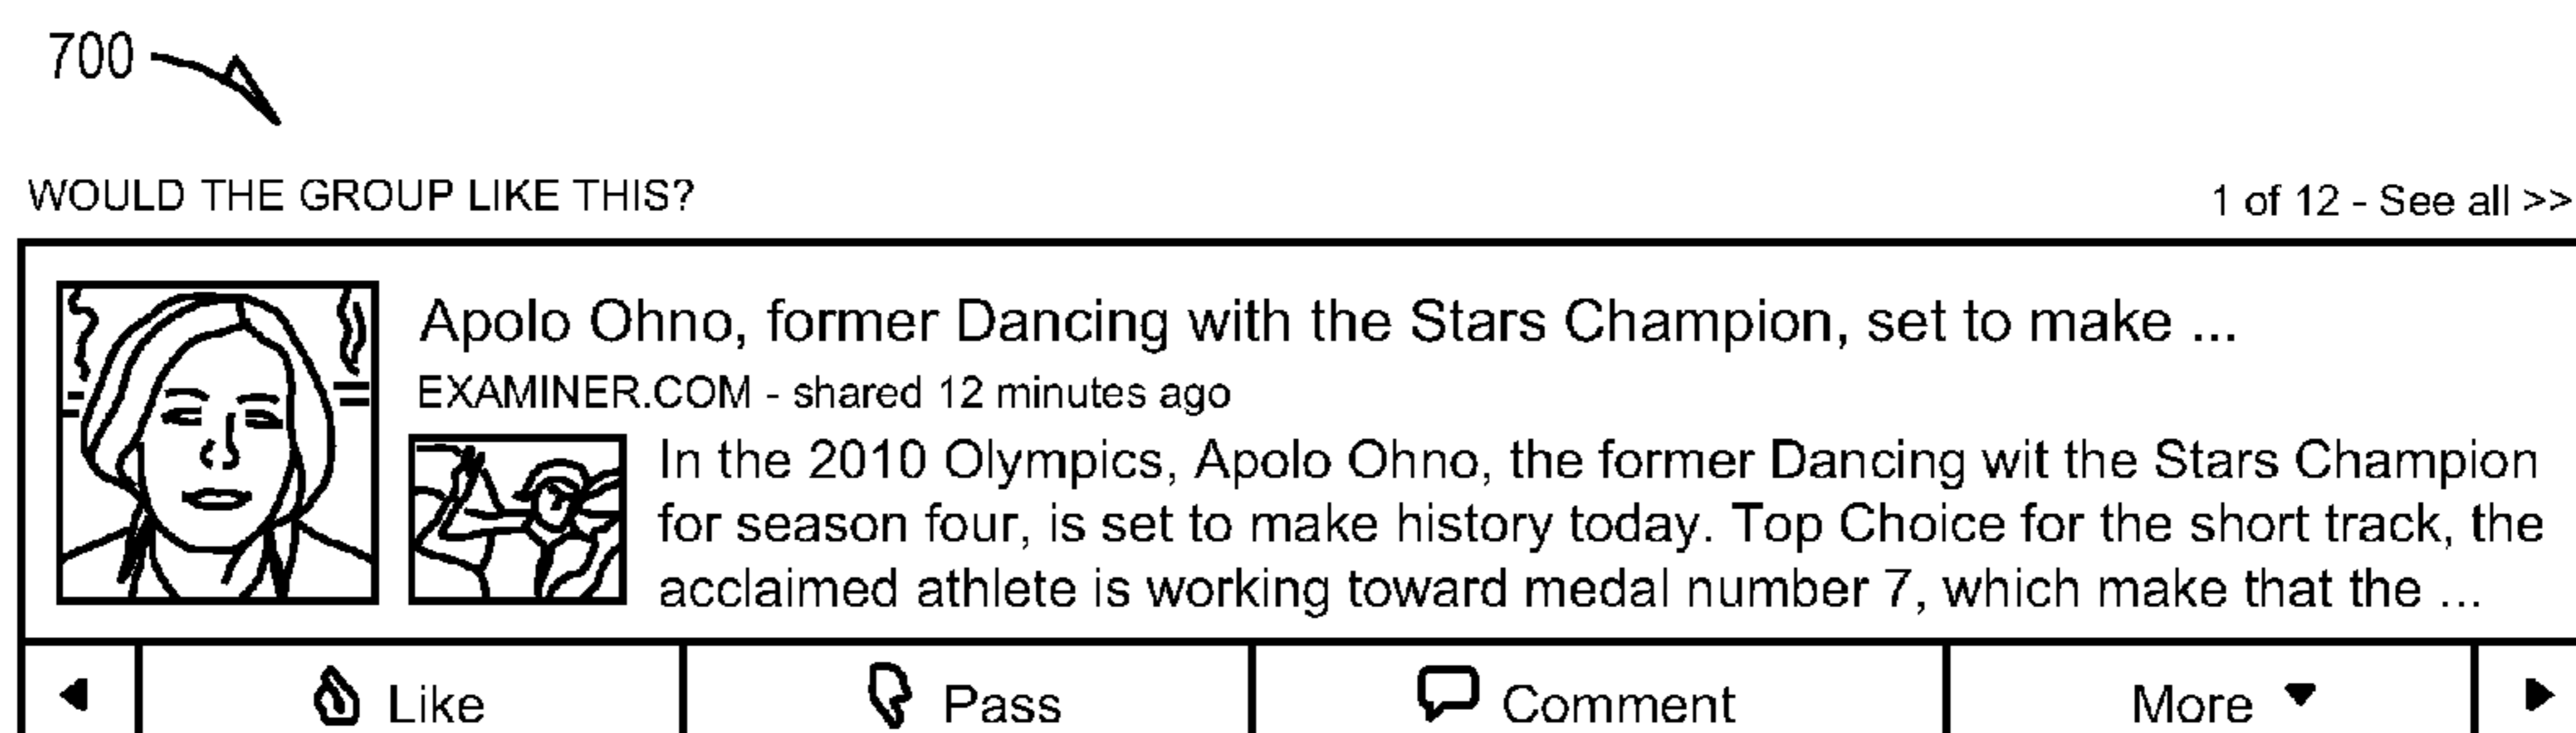 700
WOULD THE GROUP LIKE THIS?
1 of 12 - See all >>
Apolo Ohno, former Dancing with the Stars Champion, set to make ...
EXAMINER.COM - shared 12 minutes ago
In the 2010 Olympics, Apolo Ohno, the former Dancing wit the Stars Champion
for season four, is set to make history today. Top Choice for the short track, the
acclaimed athlete is working toward medal number 7, which make that the ...
Like
Pass
Comment
More